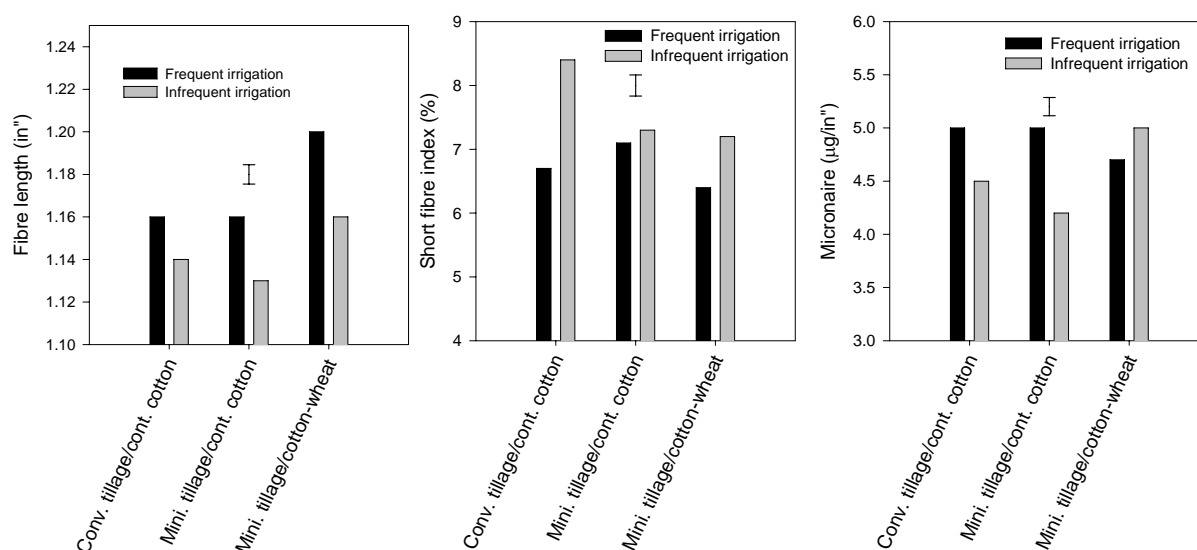 Fibre length (in")
1.24
1.22
1.20
1.18
1.16
1.14
1.12
1.10
Frequent irrigation
Infrequent irrigation
Conv. tillage/cont. cotton
Mini. tillage/cont. cotton
Mini. tillage/cotton-wheat
Short fibre index (%)
9
8
7
6
5
4
Frequent irrigation
Infrequent irrigation
Conv. tillage/cont. cotton
Mini. tillage/cont. cotton
Mini. tillage/cotton-wheat
Micronaire (μg/in")
6.0
5.5
5.0
4.5
4.0
3.5
3.0
Frequent irrigation
Infrequent irrigation
Conv. tillage/cont. cotton
Mini. tillage/cont. cotton
Mini. tillage/cotton-wheat